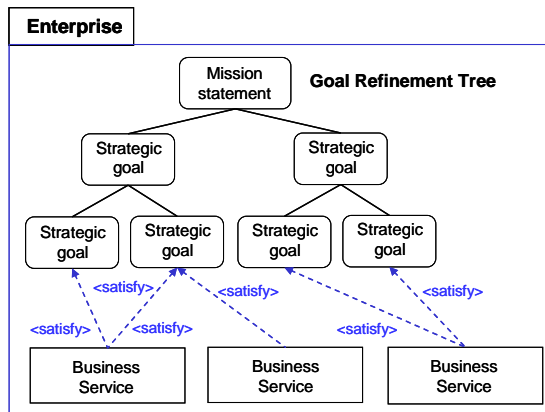 Enterprise
Mission
statement
Goal Refinement Tree
Strategic
goal
Strategic
goal
Strategic
goal
Strategic
goal
Strategic
goal
Strategic
goal
<satisfy>
<satisfy>
<satisfy>
<satisfy>
<satisfy>
<satisfy>
Business
Service
Business
Service
Business
Service